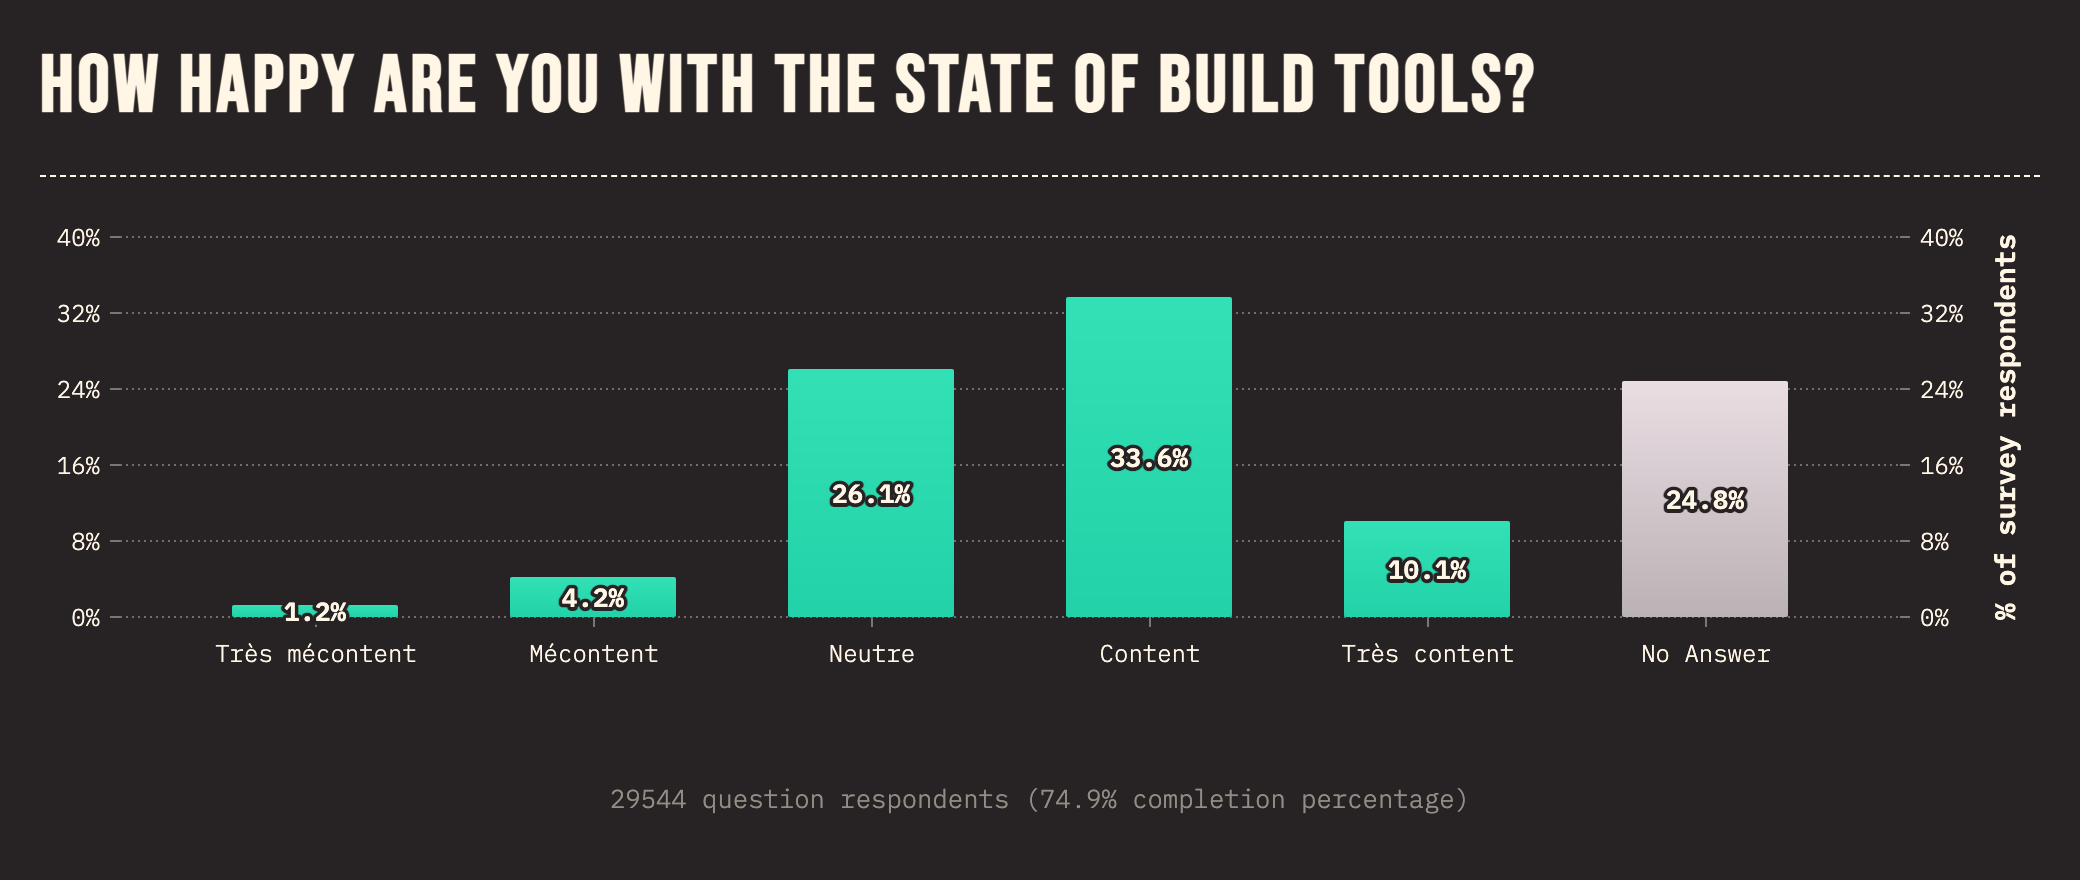 HOW HAPPY ARE YOU WITH THE STATE OF BUILD TOOLS?
40% 40%
32% 32%
24% 24%
16% 16%
8% 8%
0% 0%
1.2% 4.2% 26.1% 33.6% 10.1% 24.8%
Très mécontent Mécontent Neutre Content Très content No Answer
% of survey respondents
29544 question respondents (74.9% completion percentage)